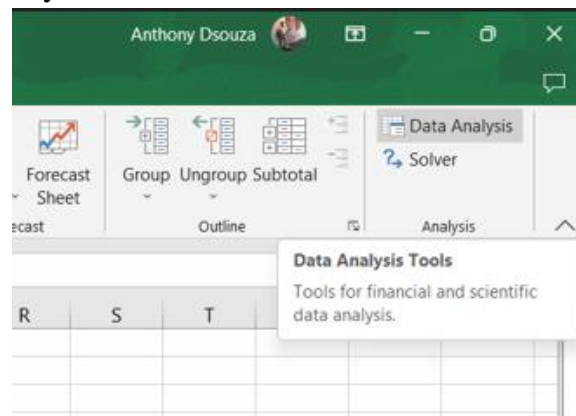 Anthony Dsouza
Forecast
Sheet
Group
Ungroup
Subtotal
Data Analysis
Solver
ecast
Outline
Analysis
Data Analysis Tools
Tools for financial and scientific
data analysis.
R
S
T